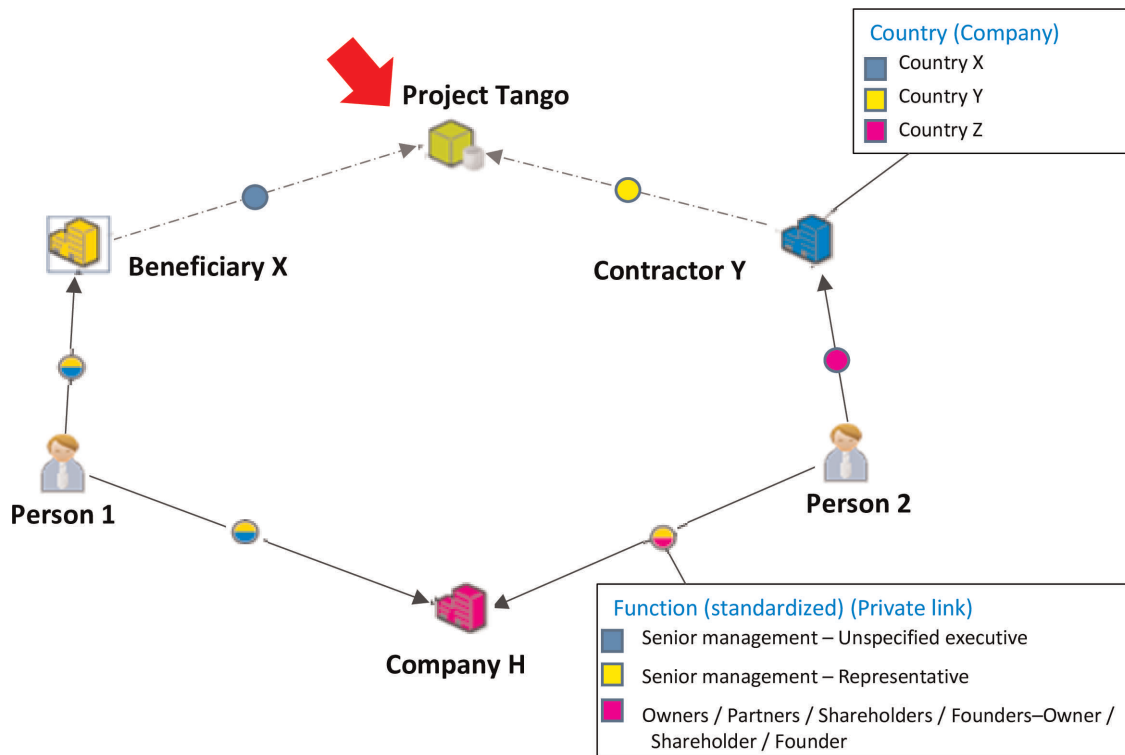 Country (Company)
Country X
Country Y
Country Z
Project Tango
Beneficiary X
Contractor Y
Person 1
Person 2
Company H
Function (standardized) (Private link)
Senior management – Unspecified executive
Senior management – Representative
Owners / Partners / Shareholders / Founders–Owner /
Shareholder / Founder